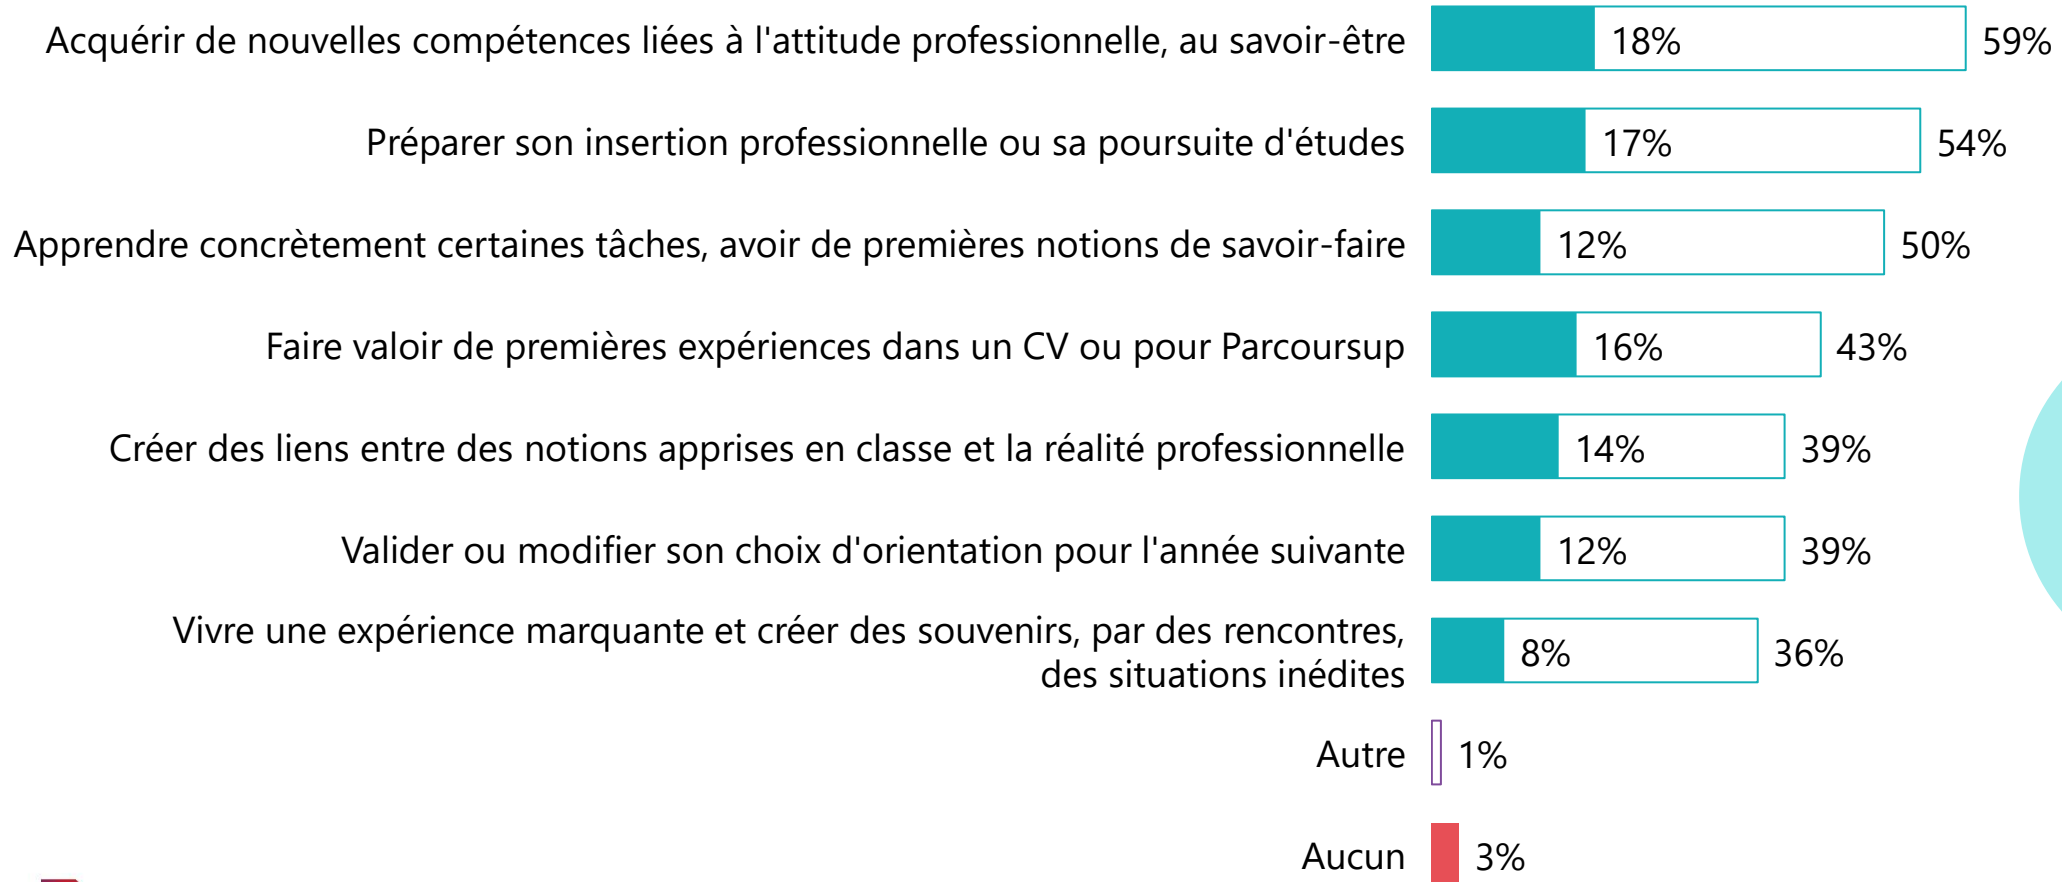 Acquérir de nouvelles compétences liées à l'attitude professionnelle, au savoir-être 18% 59%
Préparer son insertion professionnelle ou sa poursuite d'études 17% 54%
Apprendre concrètement certaines tâches, avoir de premières notions de savoir-faire 12% 50%
Faire valoir de premières expériences dans un CV ou pour Parcoursup 16% 43%
Créer des liens entre des notions apprises en classe et la réalité professionnelle 14% 39%
Valider ou modifier son choix d'orientation pour l'année suivante 12% 39%
Vivre une expérience marquante et créer des souvenirs, par des rencontres,
des situations inédites 8% 36%
Autre 1%
Aucun 3%